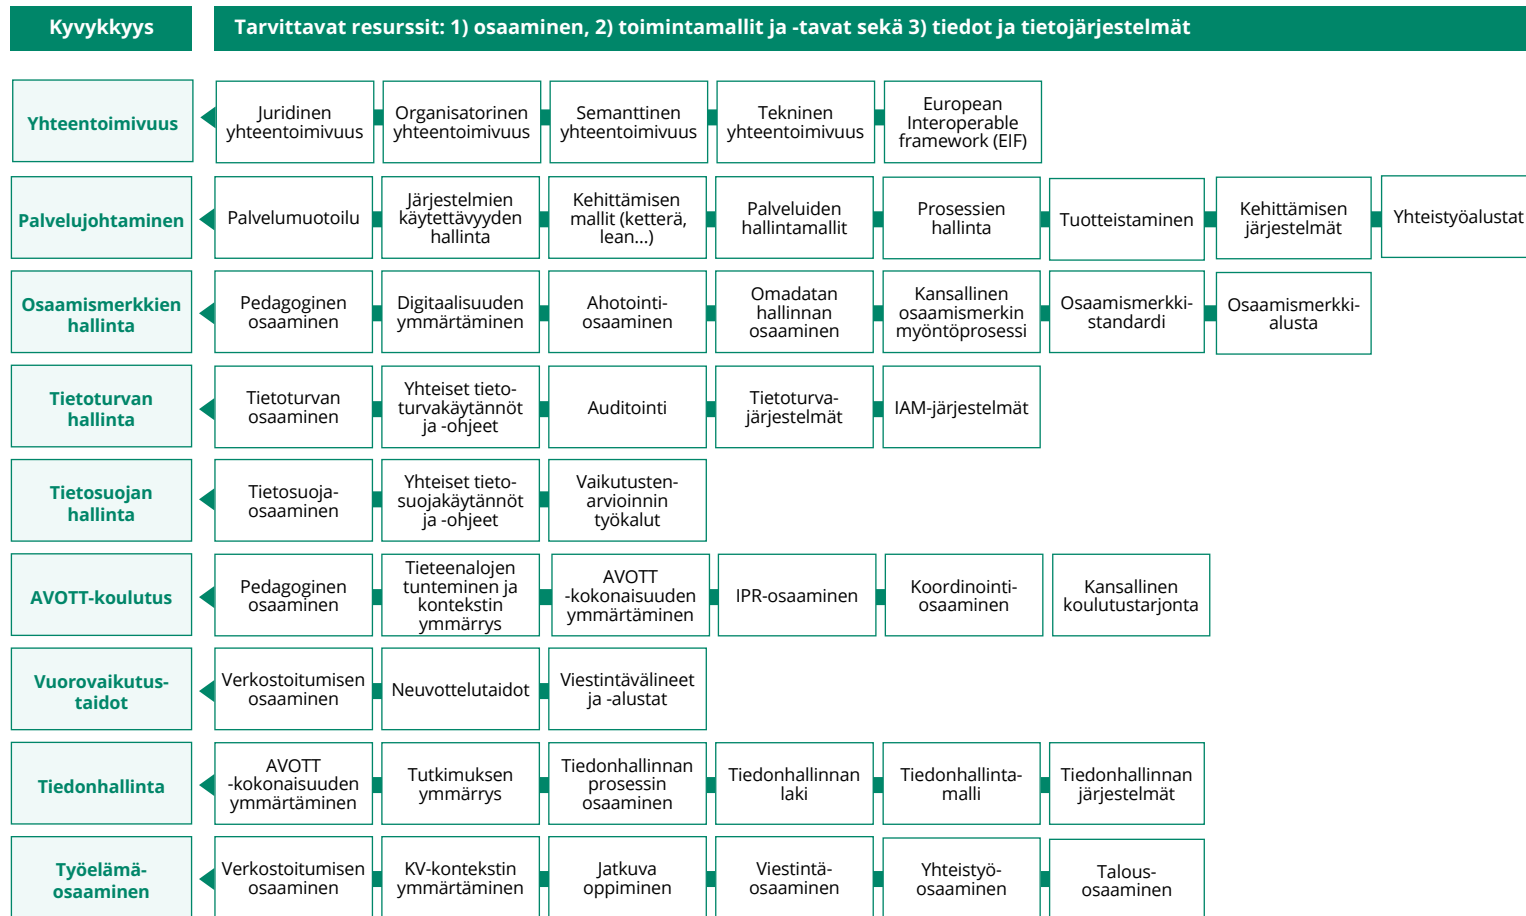 Kyvykkyys
Tarvittavat resurssit: 1) osaaminen, 2) toimintamallit ja -tavat sekä 3) tiedot ja tietojärjestelmät
Yhteentoimivuus
Juridinen
yhteentoimivuus
Organisatorinen
yhteentoimivuus
Semanttinen
yhteentoimivuus
Tekninen
yhteentoimivuus
European
Interoperable
framework (EIF)
Palvelujohtaminen
Palvelumuotoilu
Järjestelmien
käytettävyyden
hallinta
Kehittämisen
mallit (ketterä,
lean...)
Palveluiden
hallintamallit
Prosessien
hallinta
Tuotteistaminen
Kehittämisen
järjestelmät
Yhteistyöalustat
Osaamismerkkien
hallinta
Pedagoginen
osaaminen
Digitaalisuuden
ymmärtäminen
Ahotointi-
osaaminen
Omadatan
hallinnan
osaaminen
Kansallinen
osaamismerkin
myöntöprosessi
Osaamismerkki-
standardi
Osaamismerkki-
alusta
Tietoturvan
hallinta
Tietoturvan
osaaminen
Yhteiset tieto-
turvakäytännöt
ja -ohjeet
Auditointi
Tietoturva-
järjestelmät
IAM-järjestelmät
Tietosuojan
hallinta
Tietosuoja-
osaaminen
Yhteiset tieto-
suojakäytännöt
ja -ohjeet
Vaikutusten-
arvioinnin
työkalut
AVOTT-koulutus
Pedagoginen
osaaminen
Tieteenalojen
tunteminen ja
kontekstin
ymmärrys
AVOTT
-kokonaisuuden
ymmärtäminen
IPR-osaaminen
Koordinointi-
osaaminen
Kansallinen
koulutustarjonta
Vuorovaikutus-
taidot
Verkostoitumisen
osaaminen
Neuvottelutaidot
Viestintävälineet
ja -alustat
Tiedonhallinta
AVOTT
-kokonaisuuden
ymmärtäminen
Tutkimuksen
ymmärrys
Tiedonhallinnan
prosessin
osaaminen
Tiedonhallinnan
laki
Tiedonhallinta-
malli
Tiedonhallinnan
järjestelmät
Työelämä-
osaaminen
Verkostoitumisen
osaaminen
KV-kontekstin
ymmärtäminen
Jatkuva
oppiminen
Viestintä-
osaaminen
Yhteistyö-
osaaminen
Talous-
osaaminen